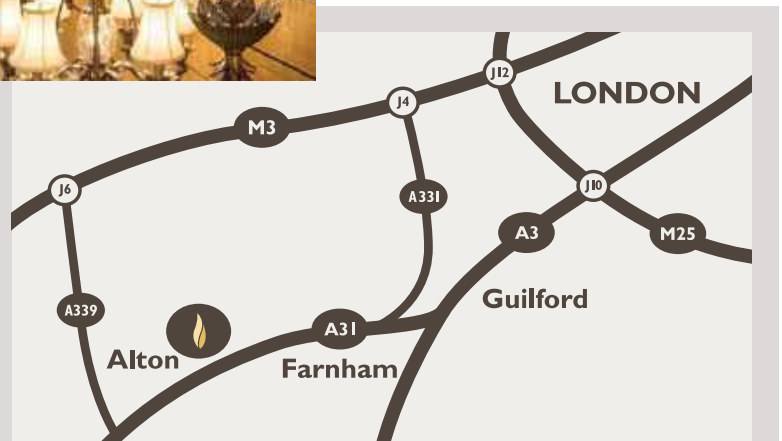 J12
LONDON
J4
M3
J6
J10
A331
A3
M25
Guilford
A339
A31
Alton
Farnham